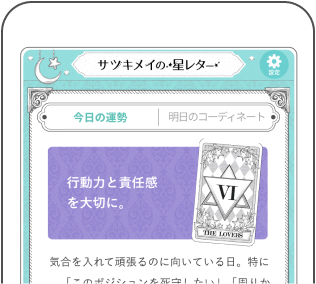 サツキメイの星レター
設定
今日の運勢
明日のコーディネート
行動力と責任感
を大切に。
VI
THE LOVERS
気合を入れて頑張るのに向いている日。特に
「このポジションを死守したい」「周りか